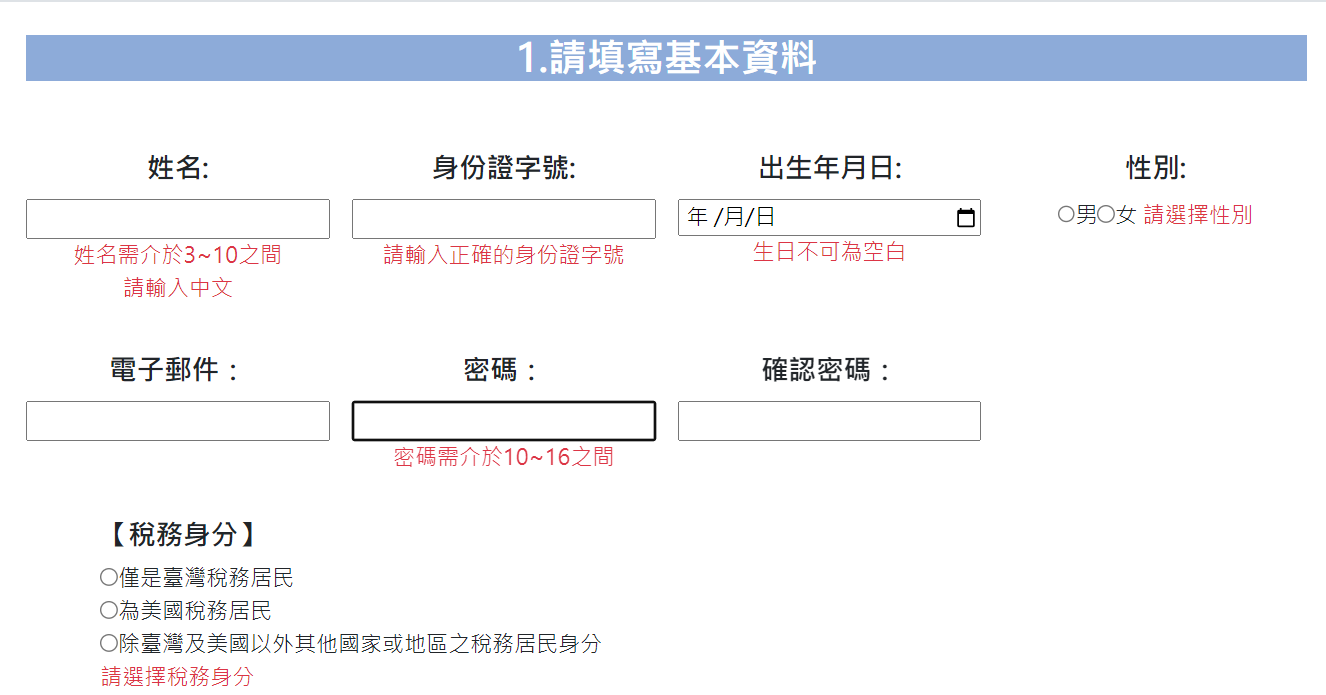 1.請填寫基本資料
姓名:
身份證字號:
出生年月日:
性別:
年 /月/日
男女 請選擇性別
姓名需介於3~10之間
請輸入正確的身份證字號
生日不可為空白
請輸入中文
電子郵件：
密碼：
確認密碼：
密碼需介於10~16之間
【稅務身分】
僅是臺灣稅務居民
為美國稅務居民
除臺灣及美國以外其他國家或地區之稅務居民身分
請選擇稅務身分